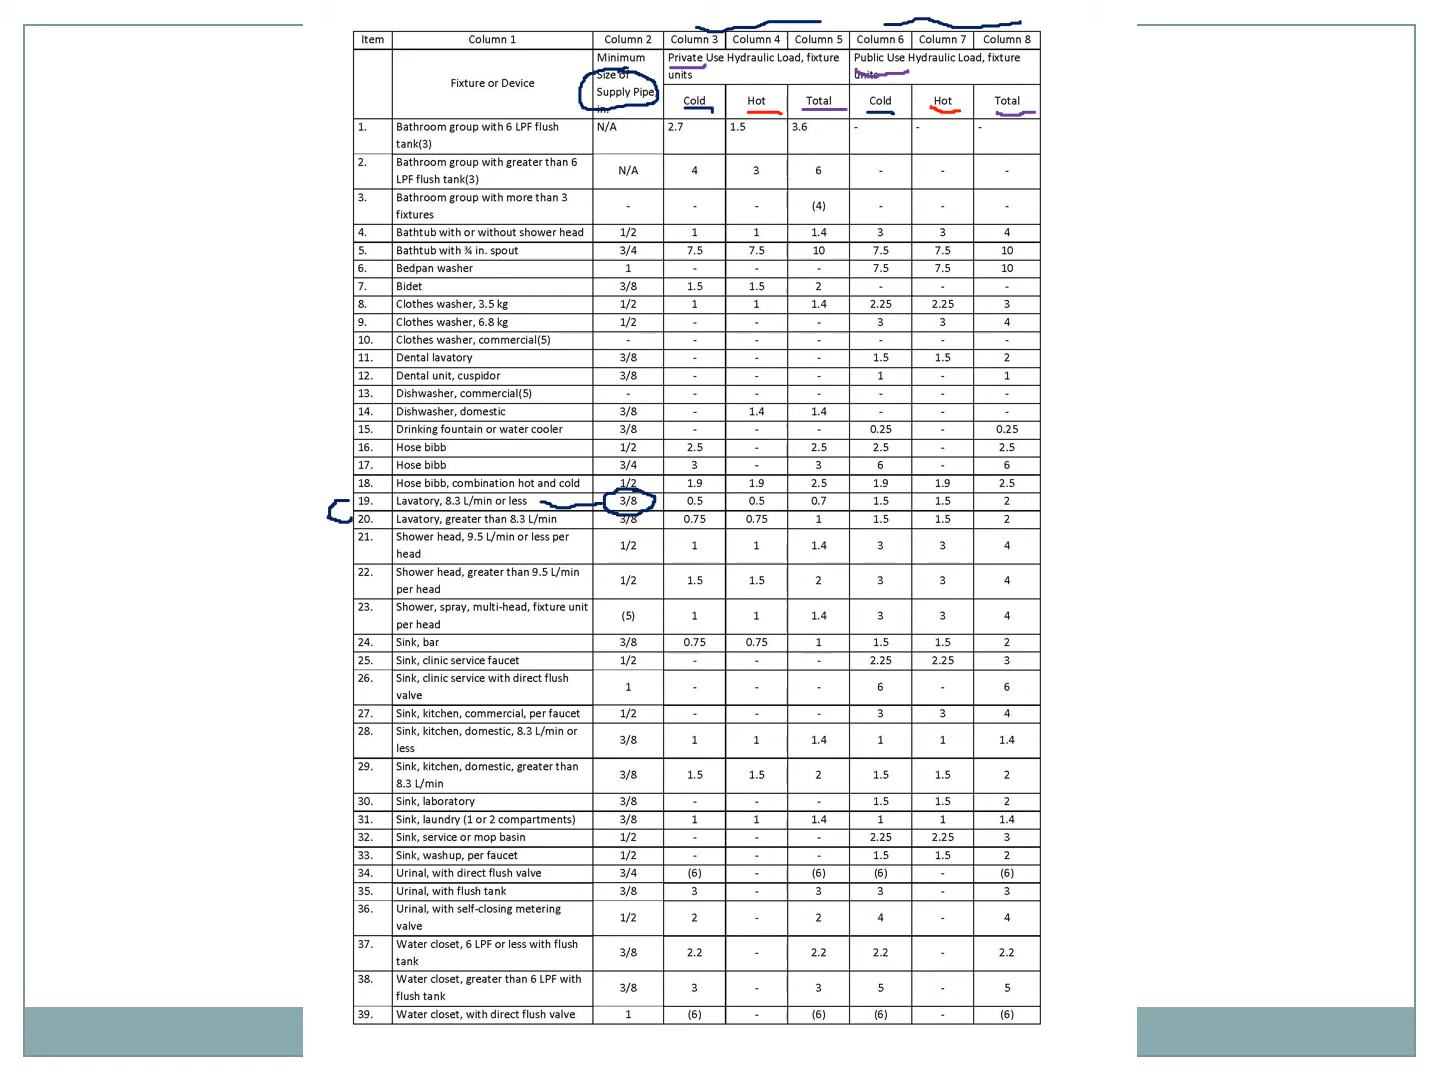 Item Column 1 Column 2 Column 3 Column 4 Column 5 Column 6 Column 7 Column 8
Fixture or Device Minimum Size of Supply Pipe, in. Private Use Hydraulic Load, fixture units Public Use Hydraulic Load, fixture units
Cold Hot Total Cold Hot Total
1. Bathroom group with 6 LPF flush tank(3) N/A 2.7 1.5 3.6 - - -
2. Bathroom group with greater than 6 LPF flush tank(3) N/A 4 3 6 - - -
3. Bathroom group with more than 3 fixtures - - - (4) - - -
4. Bathtub with or without shower head 1/2 1 1 1.4 3 3 4
5. Bathtub with ¾ in. spout 3/4 7.5 7.5 10 7.5 7.5 10
6. Bedpan washer 1 - - - 7.5 7.5 10
7. Bidet 3/8 1.5 1.5 2 - - -
8. Clothes washer, 3.5 kg 1/2 1 1 1.4 2.25 2.25 3
9. Clothes washer, 6.8 kg 1/2 - - - 3 3 4
10. Clothes washer, commercial(5) - - - - - - -
11. Dental lavatory 3/8 - - - 1.5 1.5 2
12. Dental unit, cuspidor 3/8 - - - 1 - 1
13. Dishwasher, commercial(5) - - - - - - -
14. Dishwasher, domestic 3/8 - 1.4 1.4 - - -
15. Drinking fountain or water cooler 3/8 - - - 0.25 - 0.25
16. Hose bibb 1/2 2.5 - 2.5 2.5 - 2.5
17. Hose bibb 3/4 3 - 3 6 - 6
18. Hose bibb, combination hot and cold 1/2 1.9 1.9 2.5 1.9 1.9 2.5
19. Lavatory, 8.3 L/min or less 3/8 0.5 0.5 0.7 1.5 1.5 2
20. Lavatory, greater than 8.3 L/min 3/8 0.75 0.75 1 1.5 1.5 2
21. Shower head, 9.5 L/min or less per head 1/2 1 1 1.4 3 3 4
22. Shower head, greater than 9.5 L/min per head 1/2 1.5 1.5 2 3 3 4
23. Shower, spray, multi-head, fixture unit per head (5) 1 1 1.4 3 3 4
24. Sink, bar 3/8 0.75 0.75 1 1.5 1.5 2
25. Sink, clinic service faucet 1/2 - - - 2.25 2.25 3
26. Sink, clinic service with direct flush valve 1 - - - 6 - 6
27. Sink, kitchen, commercial, per faucet 1/2 - - - 3 3 4
28. Sink, kitchen, domestic, 8.3 L/min or less 3/8 1 1 1.4 1 1 1.4
29. Sink, kitchen, domestic, greater than 8.3 L/min 3/8 1.5 1.5 2 1.5 1.5 2
30. Sink, laboratory 3/8 - - - 1.5 1.5 2
31. Sink, laundry (1 or 2 compartments) 3/8 1 1 1.4 1 1 1.4
32. Sink, service or mop basin 1/2 - - - 2.25 2.25 3
33. Sink, washup, per faucet 1/2 - - - 1.5 1.5 2
34. Urinal, with direct flush valve 3/4 (6) - (6) (6) - (6)
35. Urinal, with flush tank 3/8 3 - 3 3 - 3
36. Urinal, with self-closing metering valve 1/2 2 - 2 4 - 4
37. Water closet, 6 LPF or less with flush tank 3/8 2.2 - 2.2 2.2 - 2.2
38. Water closet, greater than 6 LPF with flush tank 3/8 3 - 3 5 - 5
39. Water closet, with direct flush valve 1 (6) - (6) (6) - (6)